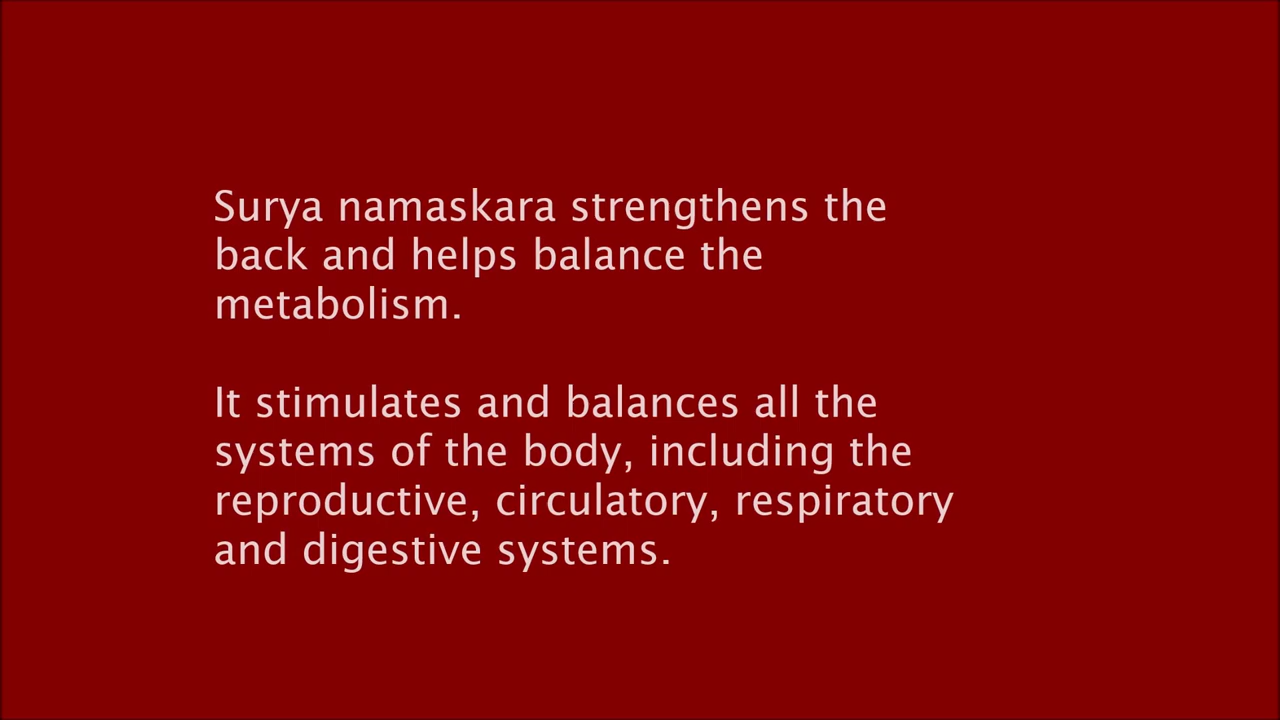 Surya namaskara strengthens the
back and helps balance the
metabolism.
It stimulates and balances all the
systems of the body, including the
reproductive, circulatory, respiratory
and digestive systems.